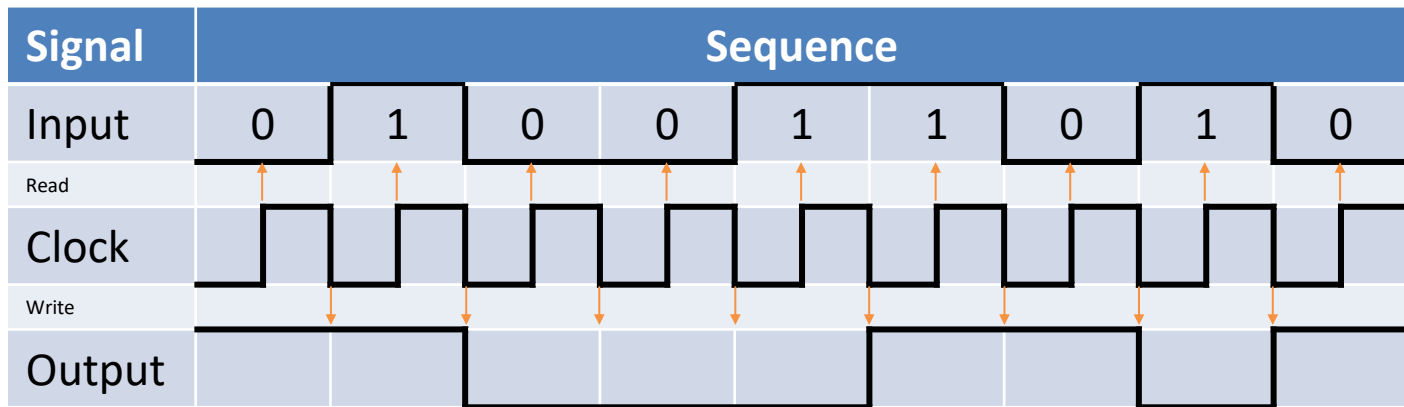 Signal Sequence
Input 0 1 0 0 1 1 0 1 0
Read
Clock
Write
Output